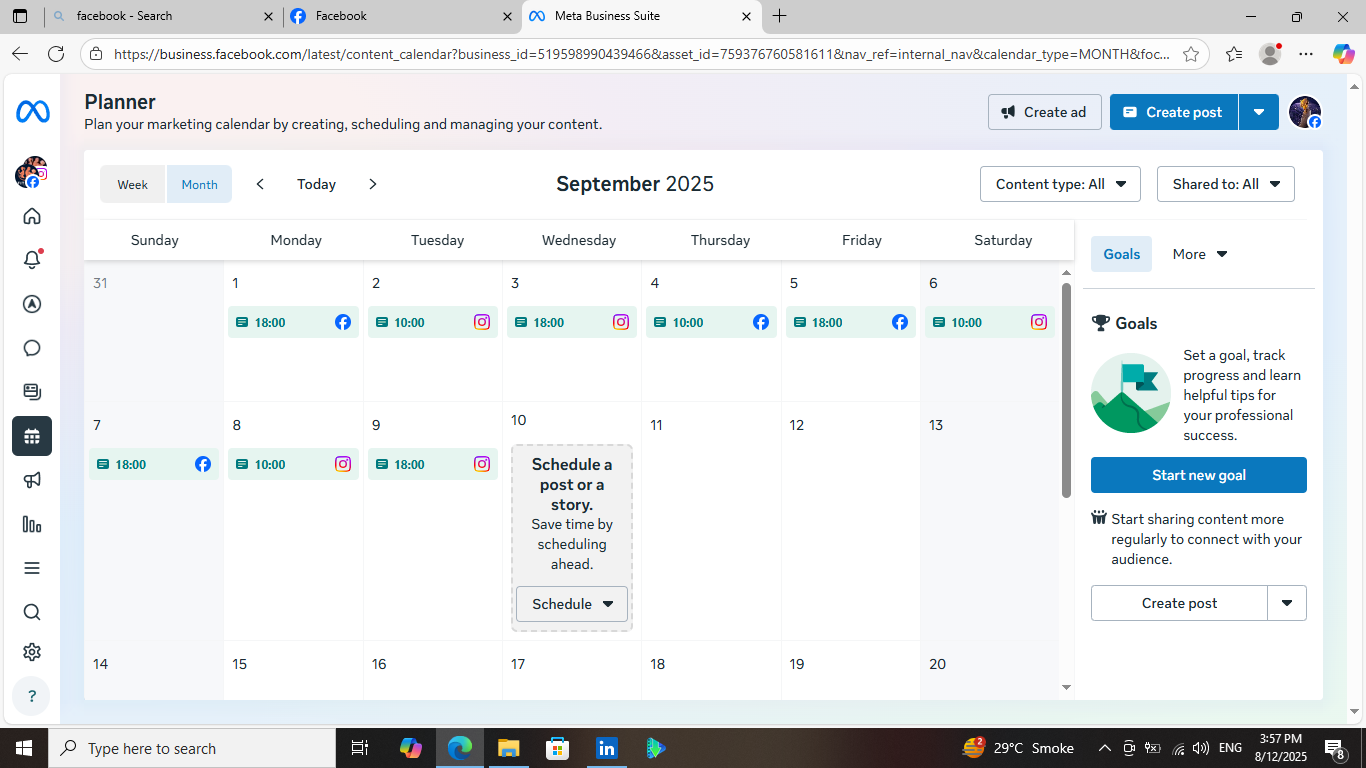 facebook - Search
Facebook
Meta Business Suite
https://business.facebook.com/latest/content_calendar?business_id=519598990439466&asset_id=759376760581611&nav_ref=internal_nav&calendar_type=MONTH&foc...
Planner
Plan your marketing calendar by creating, scheduling and managing your content.
Create ad
Create post
Week
Month
Today
September 2025
Content type: All
Shared to: All
Sunday Monday Tuesday Wednesday Thursday Friday Saturday
31 1 2 3 4 5 6
18:00 10:00 18:00 10:00 18:00 10:00
7 8 9 10 11 12 13
18:00 10:00 18:00
Schedule a
post or a
story.
Save time by
scheduling
ahead.
Schedule
14 15 16 17 18 19 20
Goals
More
Goals
Set a goal, track
progress and learn
helpful tips for
your professional
success.
Start new goal
Start sharing content more
regularly to connect with your
audience.
Create post
?
Type here to search
2
29°C Smoke
ENG
3:57 PM
8/12/2025
8